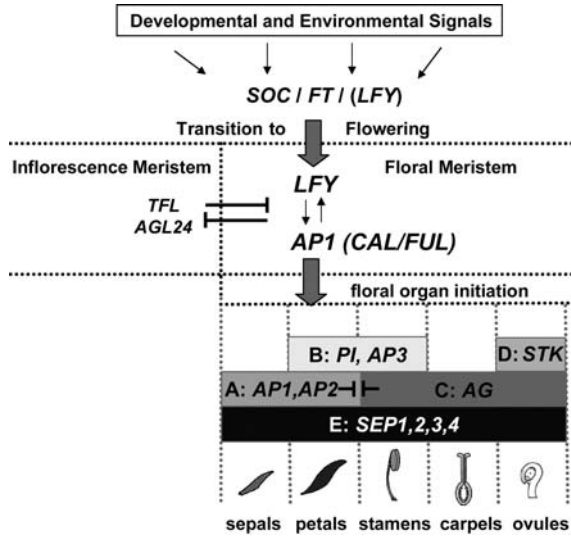 Developmental and Environmental Signals
SOC / FT / (LFY)
Transition to Flowering
Inflorescence Meristem Floral Meristem
LFY
TFL
AGL24
AP1 (CAL/FUL)
floral organ initiation
B: PI, AP3 D: STK
A: AP1,AP2 C: AG
E: SEP1,2,3,4
sepals petals stamens carpels ovules